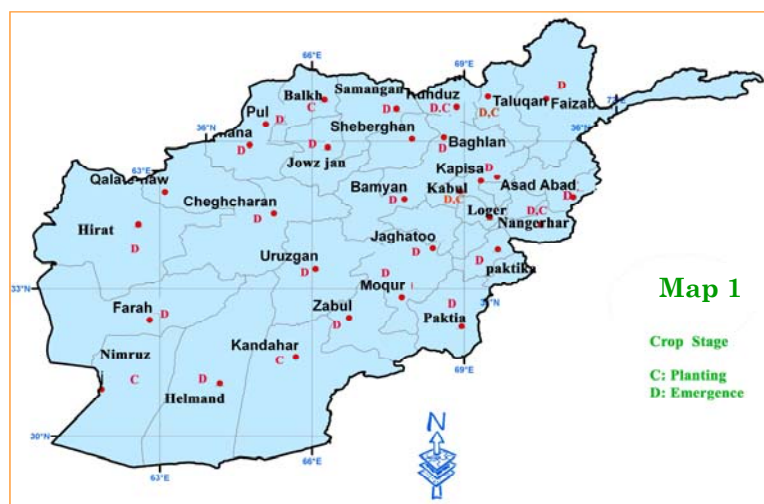 66°E
69°E
Samangan
Balkh
Kunduz
D
C
D
D,C
D,C
Taluqan
Faizab
Pul
D
Sheberghan
36°N
36°N
D
D
Jowz jan
D
Baghlan
63°E
Kapisa
D
Qalate-naw
Bamyan
Kabul
Asad Abad
D
D,C
D
Cheghcharan
D
Loger
D,C
Nangerhar
Hirat
D
Jaghatoo
D
Uruzgan
D
D
D
paktika
33°N
Moqur
Map 1
Farah
D
Zabul
D
D
Paktia
Crop Stage
Nimruz
Kandahar
69°E
C
D
C
C: Planting
Helmand
D: Emergence
N
30°N
63°E
66°E